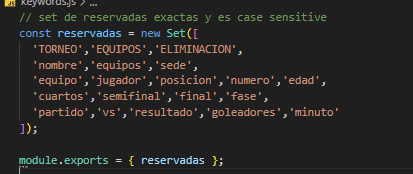 keywords.js > ...
// set de reservadas exactas y es case sensitive
const reservadas = new Set([
'TORNEO','EQUIPOS','ELIMINACION',
'nombre','equipos','sede',
'equipo','jugador','posicion','numero','edad',
'cuartos','semifinal','final','fase',
'partido','vs','resultado','goleadores','minuto'
]);
module.exports = { reservadas };